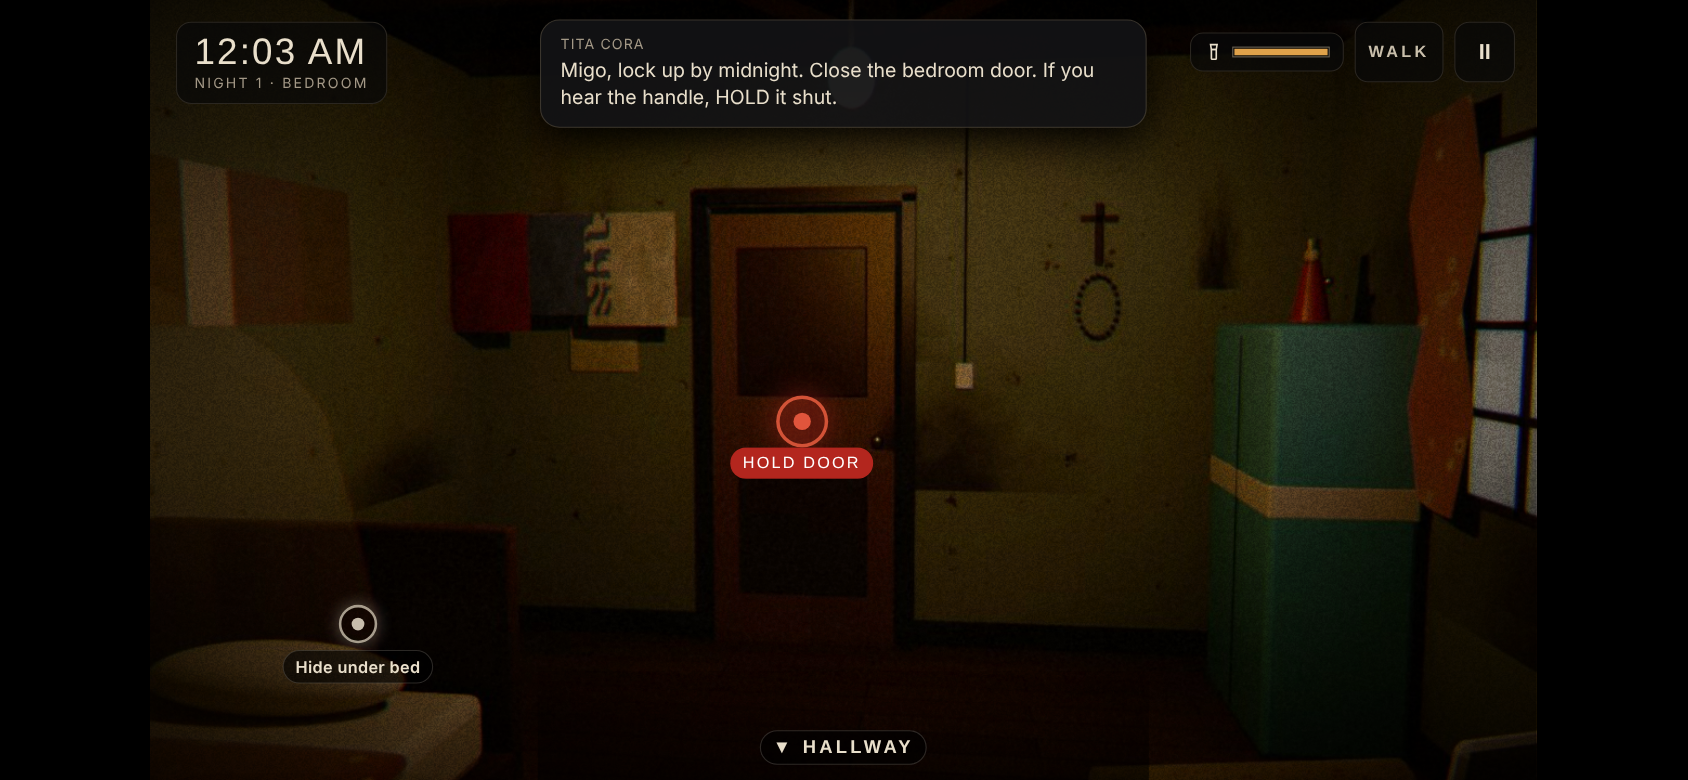 12:03 AM
NIGHT 1 · BEDROOM
TITA CORA
Migo, lock up by midnight. Close the bedroom door. If you
hear the handle, HOLD it shut.
WALK
HOLD DOOR
Hide under bed
▼ HALLWAY